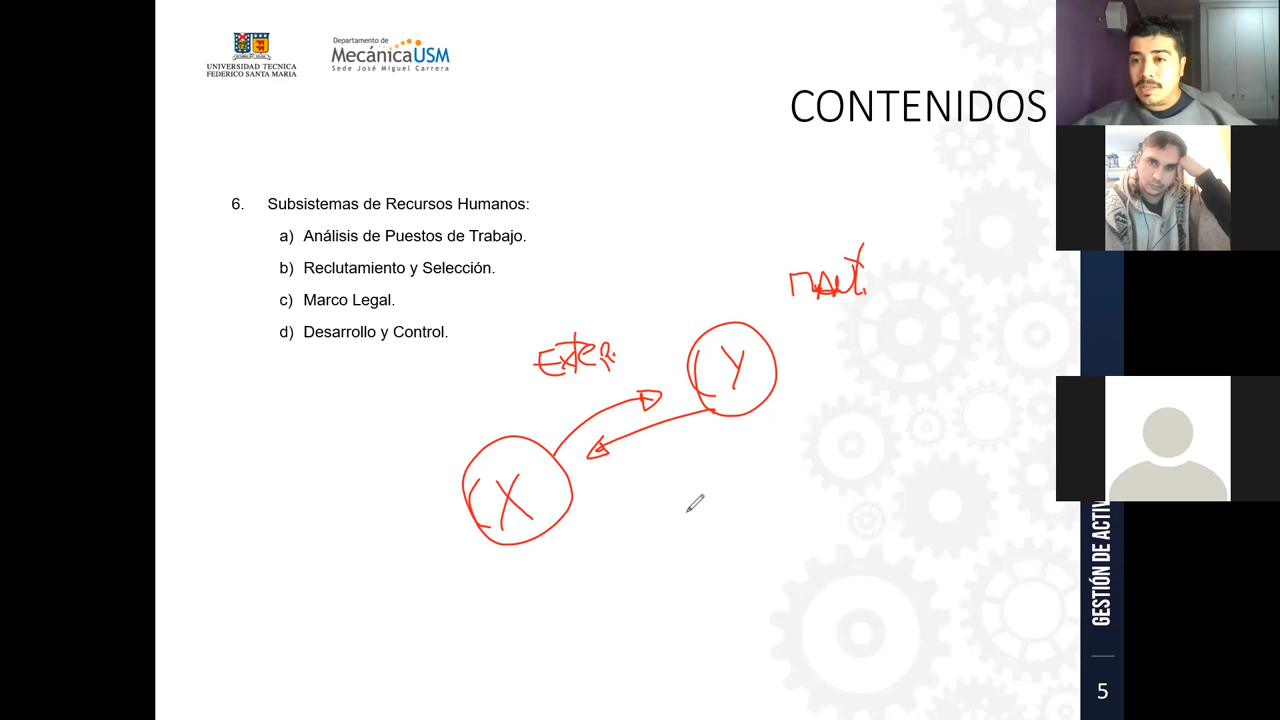 UNIVERSIDAD TECNICA
FEDERICO SANTA MARIA
Departamento de
MecánicaUSM
Sede José Miguel Carrera
CONTENIDOS
6. Subsistemas de Recursos Humanos:
a) Análisis de Puestos de Trabajo.
b) Reclutamiento y Selección.
c) Marco Legal.
d) Desarrollo y Control.
EXTER.
Y
X
GESTIÓN DE ACTIV
5